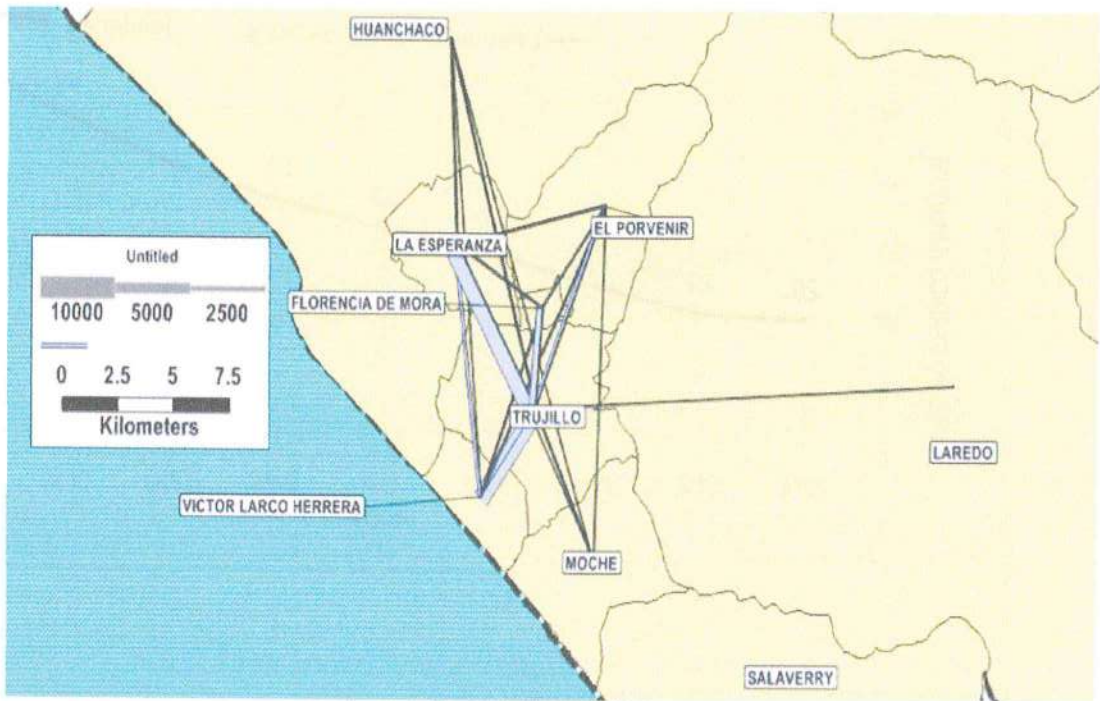 HUANCHACO
EL PORVENIR
LA ESPERANZA
Untitled
10000 5000 2500
0 2.5 5 7.5
Kilometers
FLORENCIA DE MORA
TRUJILLO
LAREDO
VICTOR LARCO HERRERA
MOCHE
SALAVERRY